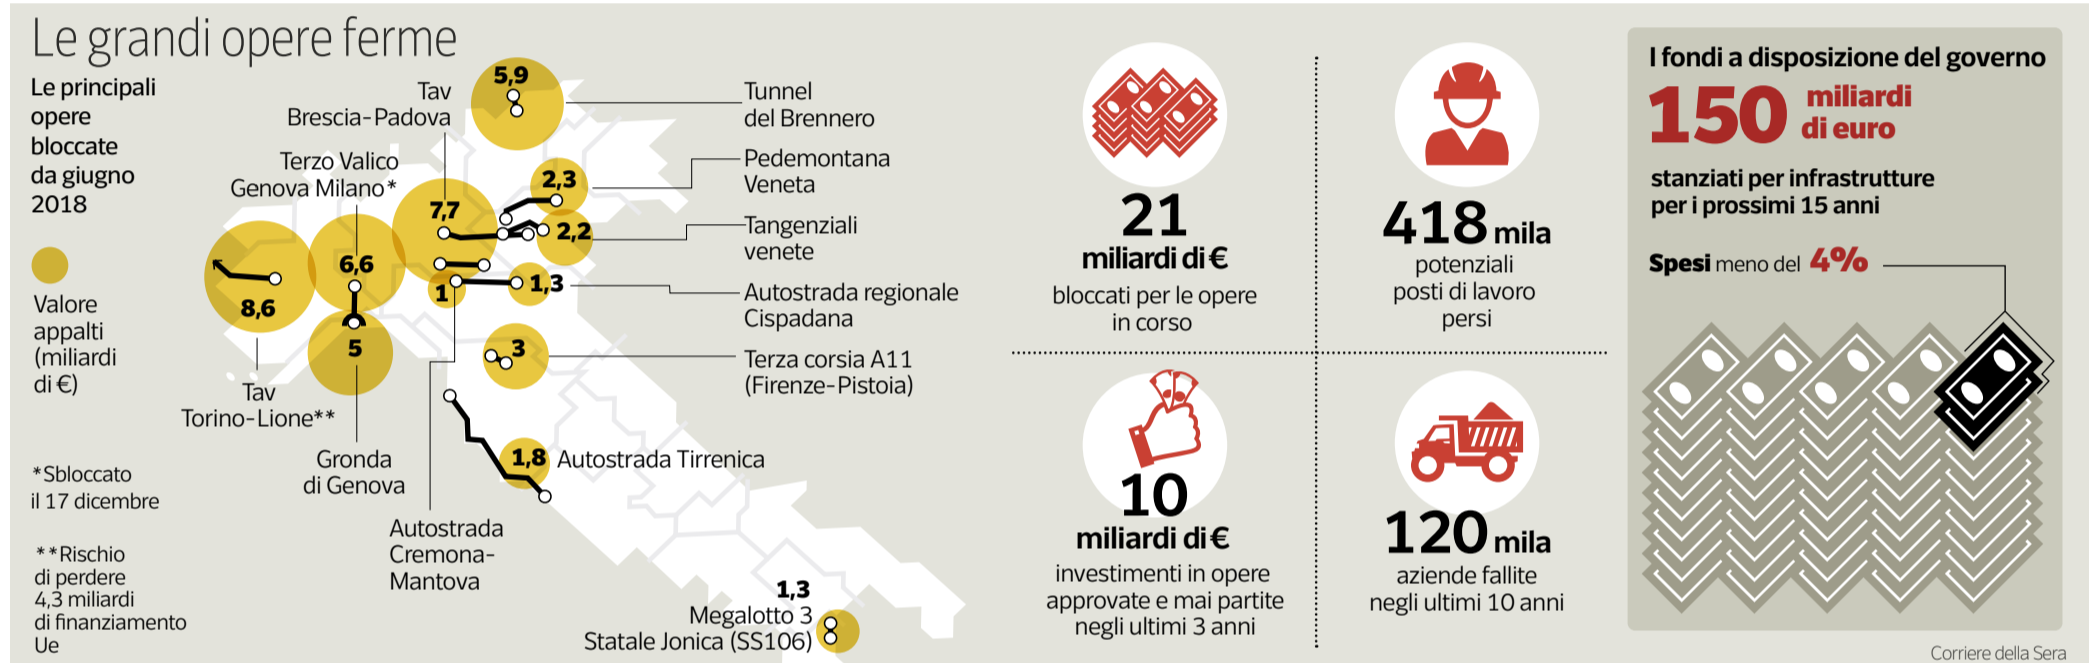 Le grandi opere ferme
Le principali
opere
bloccate
da giugno
2018
Valore
appalti
(miliardi
di €)
*Sbloccato
il 17 dicembre
**Rischio
di perdere
4,3 miliardi
di finanziamento
Ue
Tav
Brescia-Padova
7,7
Terzo Valico
Genova Milano*
6,6
8,6
Tav
Torino-Lione**
5
Gronda
di Genova
1
Autostrada
Cremona-
Mantova
5,9
Tunnel
del Brennero
2,3
Pedemontana
Veneta
2,2
Tangenziali
venete
1,3
Autostrada regionale
Cispadana
3
Terza corsia A11
(Firenze-Pistoia)
1,8 Autostrada Tirrenica
1,3
Megalotto 3
Statale Jonica (SS106)
21
miliardi di €
bloccati per le opere
in corso
418 mila
potenziali
posti di lavoro
persi
10
miliardi di €
investimenti in opere
approvate e mai partite
negli ultimi 3 anni
120 mila
aziende fallite
negli ultimi 10 anni
I fondi a disposizione del governo
150 miliardi
di euro
stanziati per infrastrutture
per i prossimi 15 anni
Spesi meno del 4%
Corriere della Sera